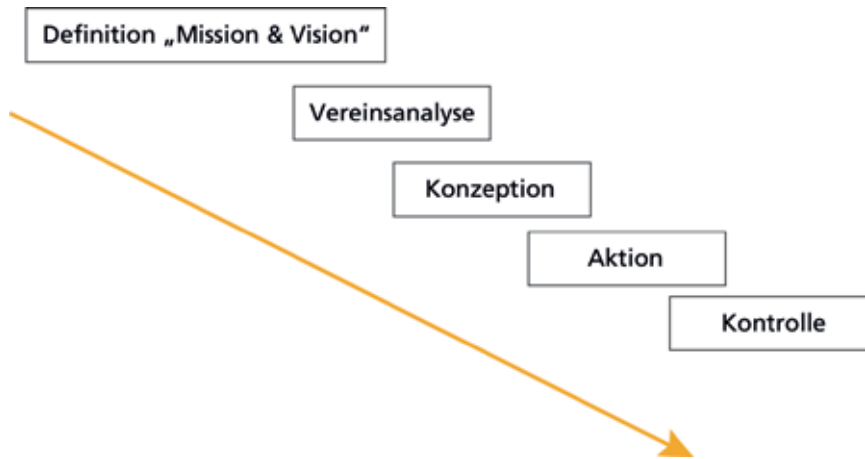 Definition „Mission & Vision“
Vereinsanalyse
Konzeption
Aktion
Kontrolle